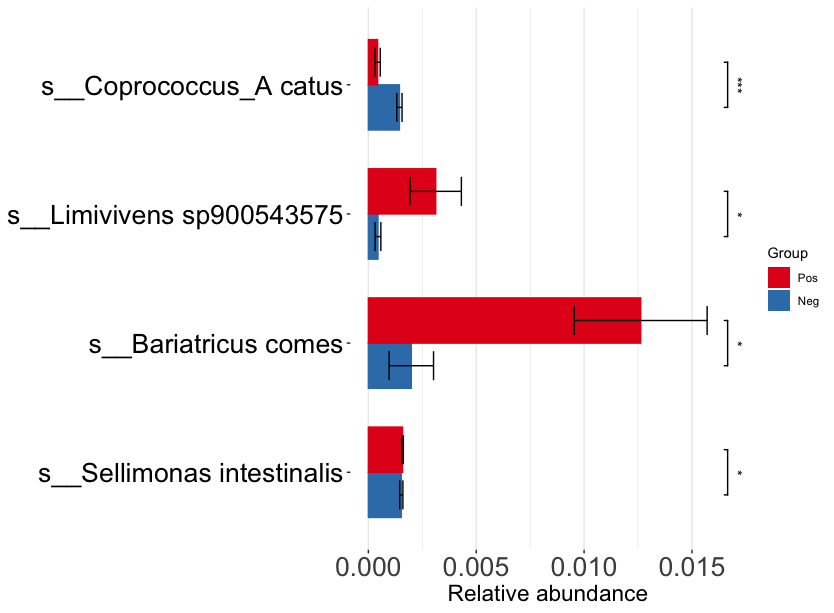 s__Coprococcus_A catus
***
s__Limivivens sp900543575
*
Group
Pos
Neg
s__Bariatricus comes
*
s__Sellimonas intestinalis
*
0.000 0.005 0.010 0.015
Relative abundance